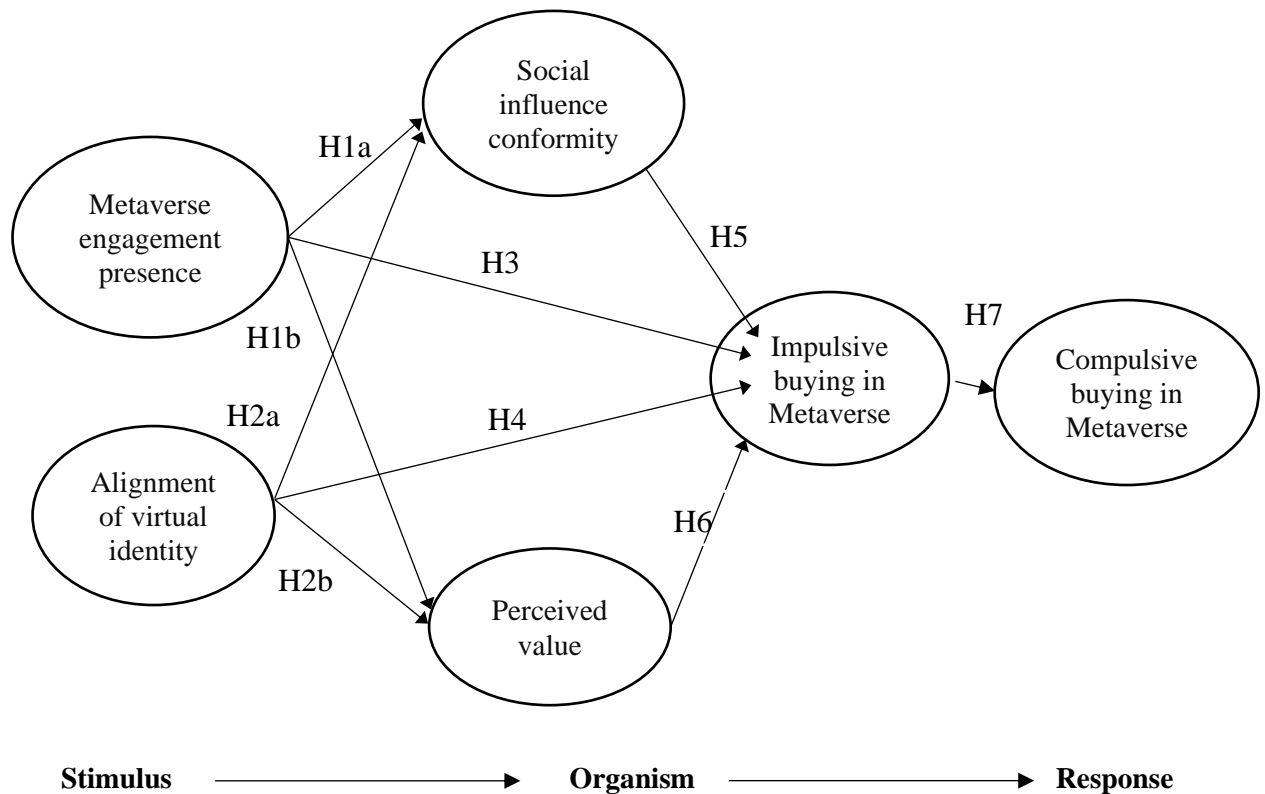 Social
influence
conformity
H1a
Metaverse
engagement
presence
H5
H3
H1b
H7
Impulsive
buying in
Metaverse
Compulsive
buying in
Metaverse
H2a
H4
Alignment
of virtual
identity
H6
H2b
Perceived
value
Stimulus
Organism
Response